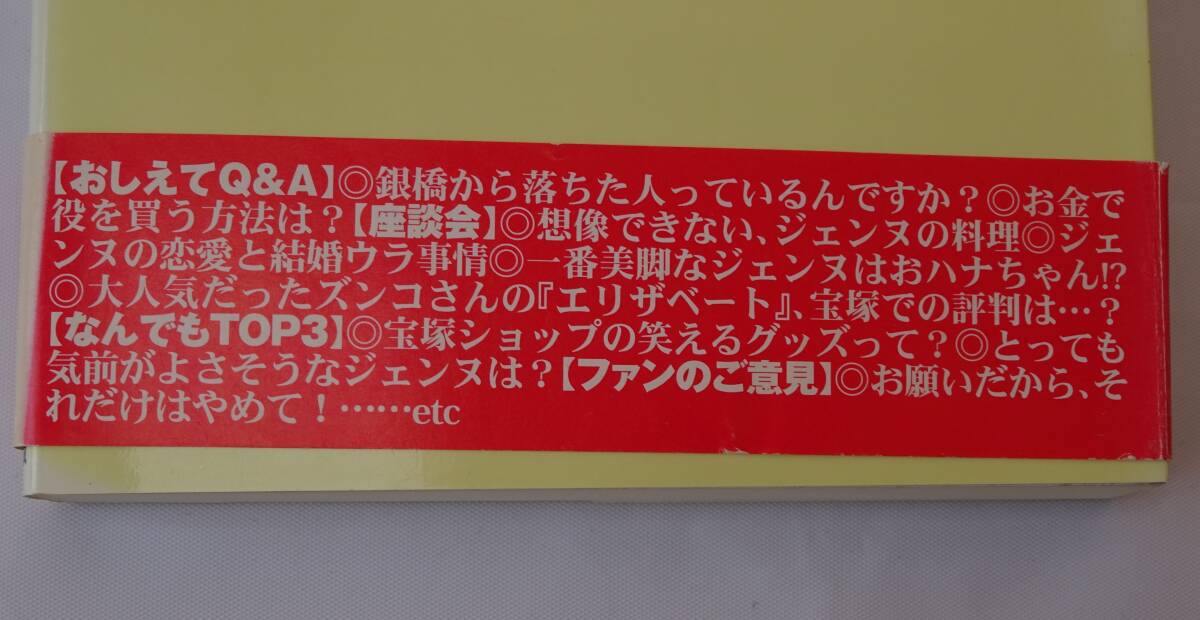 【おしえてQ&A】◎銀橋から落ちた人っているんですか？◎お金で
役を買う方法は？【座談会】◎想像できない、ジェンヌの料理◎ジェ
ンヌの恋愛と結婚ウラ事情◎一番美脚なジェンヌはおハナちゃん!?
◎大人気だったズンコさんの『エリザベート』、宝塚での評判は…？
【なんでもTOP3】◎宝塚ショップの笑えるグッズって？◎とっても
気前がよさそうなジェンヌは？【ファンのご意見】◎お願いだから、そ
れだけはやめて！……etc